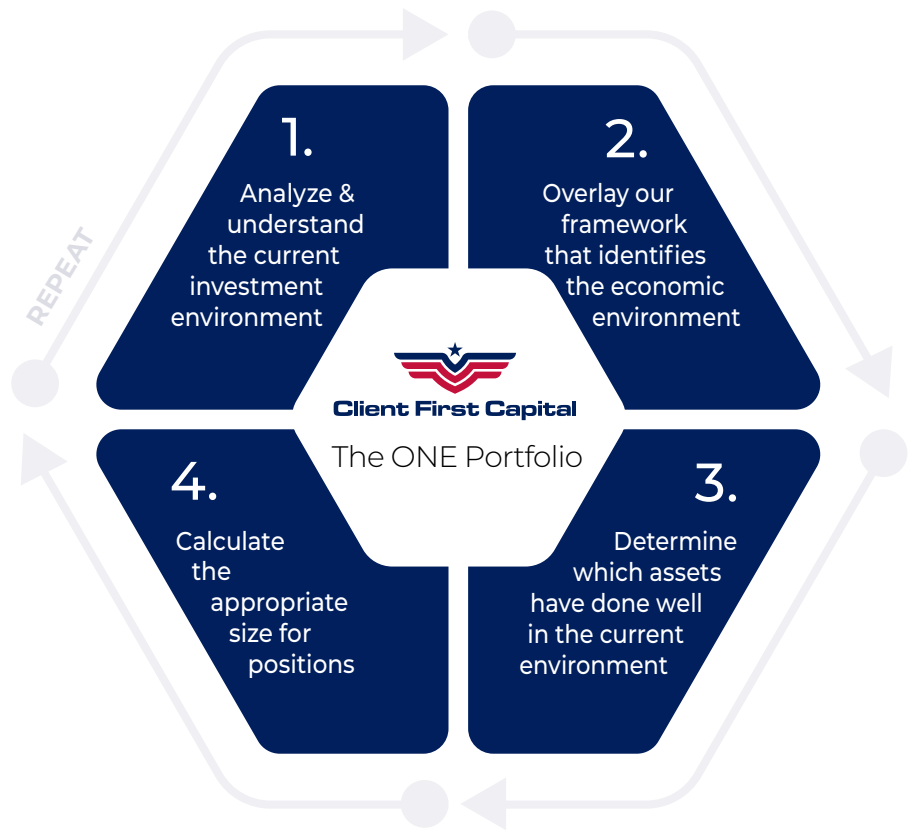 REPEAT
1.
Analyze &
understand
the current
investment
environment
2.
Overlay our
framework
that identifies
the economic
environment
Client First Capital
The ONE Portfolio
4.
Calculate
the
appropriate
size for
positions
3.
Determine
which assets
have done well
in the current
environment